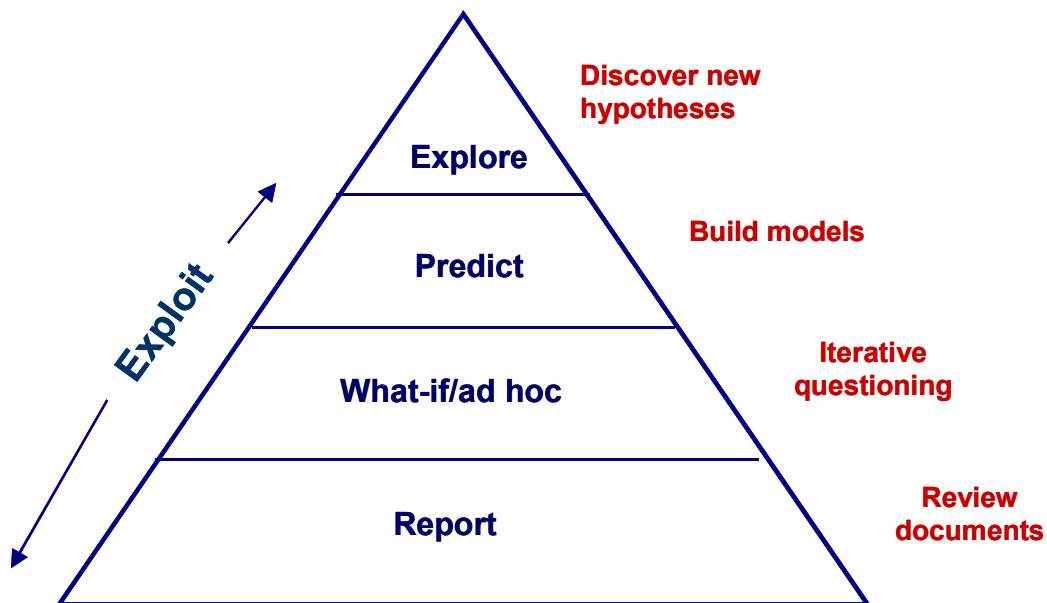 Discover new
hypotheses
Explore
Build models
Predict
Exploit
Iterative
questioning
What-if/ad hoc
Review
documents
Report